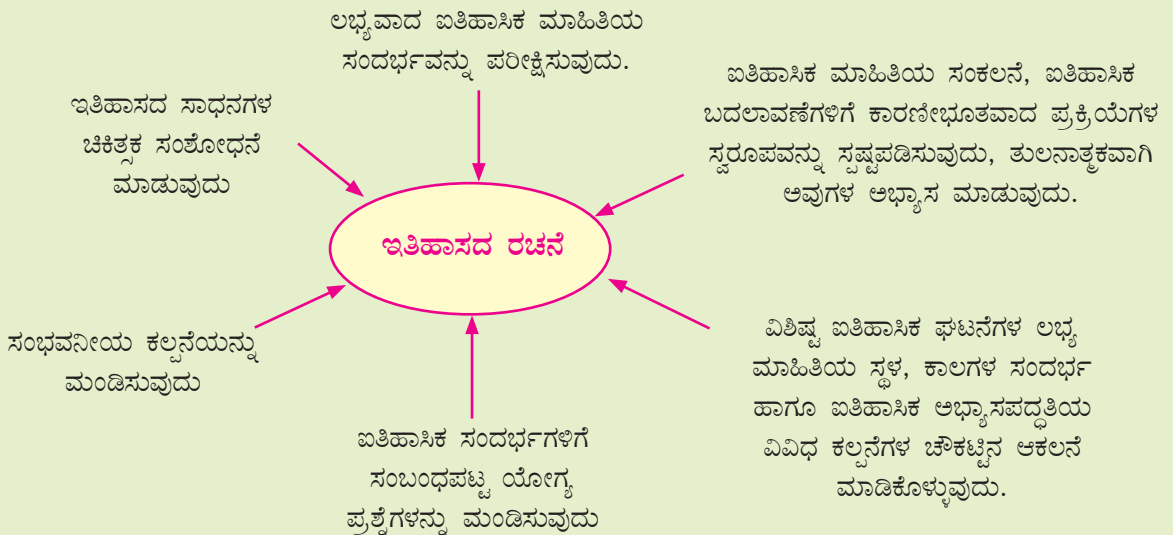 ಲಭ್ಯವಾದ ಐತಿಹಾಸಿಕ ಮಾಹಿತಿಯ
ಸಂದರ್ಭವನ್ನು ಪರೀಕ್ಷಿಸುವುದು.
ಇತಿಹಾಸದ ಸಾಧನಗಳ
ಚಿಕಿತ್ಸಕ ಸಂಶೋಧನೆ
ಮಾಡುವುದು
ಐತಿಹಾಸಿಕ ಮಾಹಿತಿಯ ಸಂಕಲನೆ, ಐತಿಹಾಸಿಕ
ಬದಲಾವಣೆಗಳಿಗೆ ಕಾರಣೀಭೂತವಾದ ಪ್ರಕ್ರಿಯೆಗಳ
ಸ್ವರೂಪವನ್ನು ಸ್ಪಷ್ಟಪಡಿಸುವುದು, ತುಲನಾತ್ಮಕವಾಗಿ
ಅವುಗಳ ಅಭ್ಯಾಸ ಮಾಡುವುದು.
ಇತಿಹಾಸದ ರಚನೆ
ಸಂಭವನೀಯ ಕಲ್ಪನೆಯನ್ನು
ಮಂಡಿಸುವುದು
ವಿಶಿಷ್ಟ ಐತಿಹಾಸಿಕ ಘಟನೆಗಳ ಲಭ್ಯ
ಮಾಹಿತಿಯ ಸ್ಥಳ, ಕಾಲಗಳ ಸಂದರ್ಭ
ಹಾಗೂ ಐತಿಹಾಸಿಕ ಅಭ್ಯಾಸಪದ್ಧತಿಯ
ವಿವಿಧ ಕಲ್ಪನೆಗಳ ಚೌಕಟ್ಟಿನ ಆಕಲನೆ
ಮಾಡಿಕೊಳ್ಳುವುದು.
ಐತಿಹಾಸಿಕ ಸಂದರ್ಭಗಳಿಗೆ
ಸಂಬಂಧಪಟ್ಟ ಯೋಗ್ಯ
ಪ್ರಶ್ನೆಗಳನ್ನು ಮಂಡಿಸುವುದು